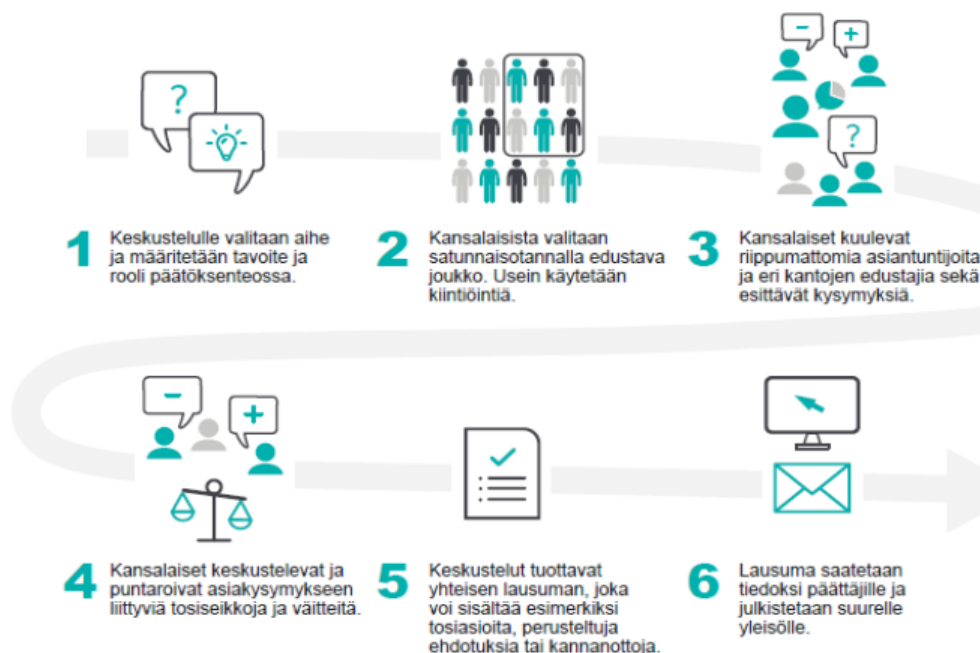 ?
- +
?
1 Keskustelulle valitaan aihe
ja määritetään tavoite ja
rooli päätöksenteossa.
2 Kansalaisista valitaan
satunnaisotannalla edustava
joukko. Usein käytetään
kiintiöintiä.
3 Kansalaiset kuulevat
riippumattomia asiantuntijoita
ja eri kantojen edustajia sekä
esittävät kysymyksiä.
- +
4 Kansalaiset keskustelevat ja
puntaroivat asiakysymykseen
liittyviä tosiseikkoja ja väitteitä.
5 Keskustelut tuottavat
yhteisen lausuman, joka
voi sisältää esimerkiksi
tosiasioita, perusteltuja
ehdotuksia tai kannanottoja.
6 Lausuma saatetaan
tiedoksi päättäjille ja
julkistetaan suurelle
yleisölle.